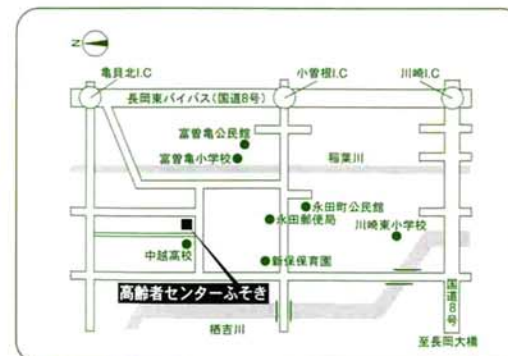 N
亀貝北I.C
小曽根I.C
川崎I.C
長岡東バイパス(国道8号)
富曽亀公民館
富曽亀小学校
稲葉川
永田町公民館
永田郵便局
川崎東小学校
中越高校
新保保育園
高齢者センターふそき
国道8号
栖吉川
至長岡大橋